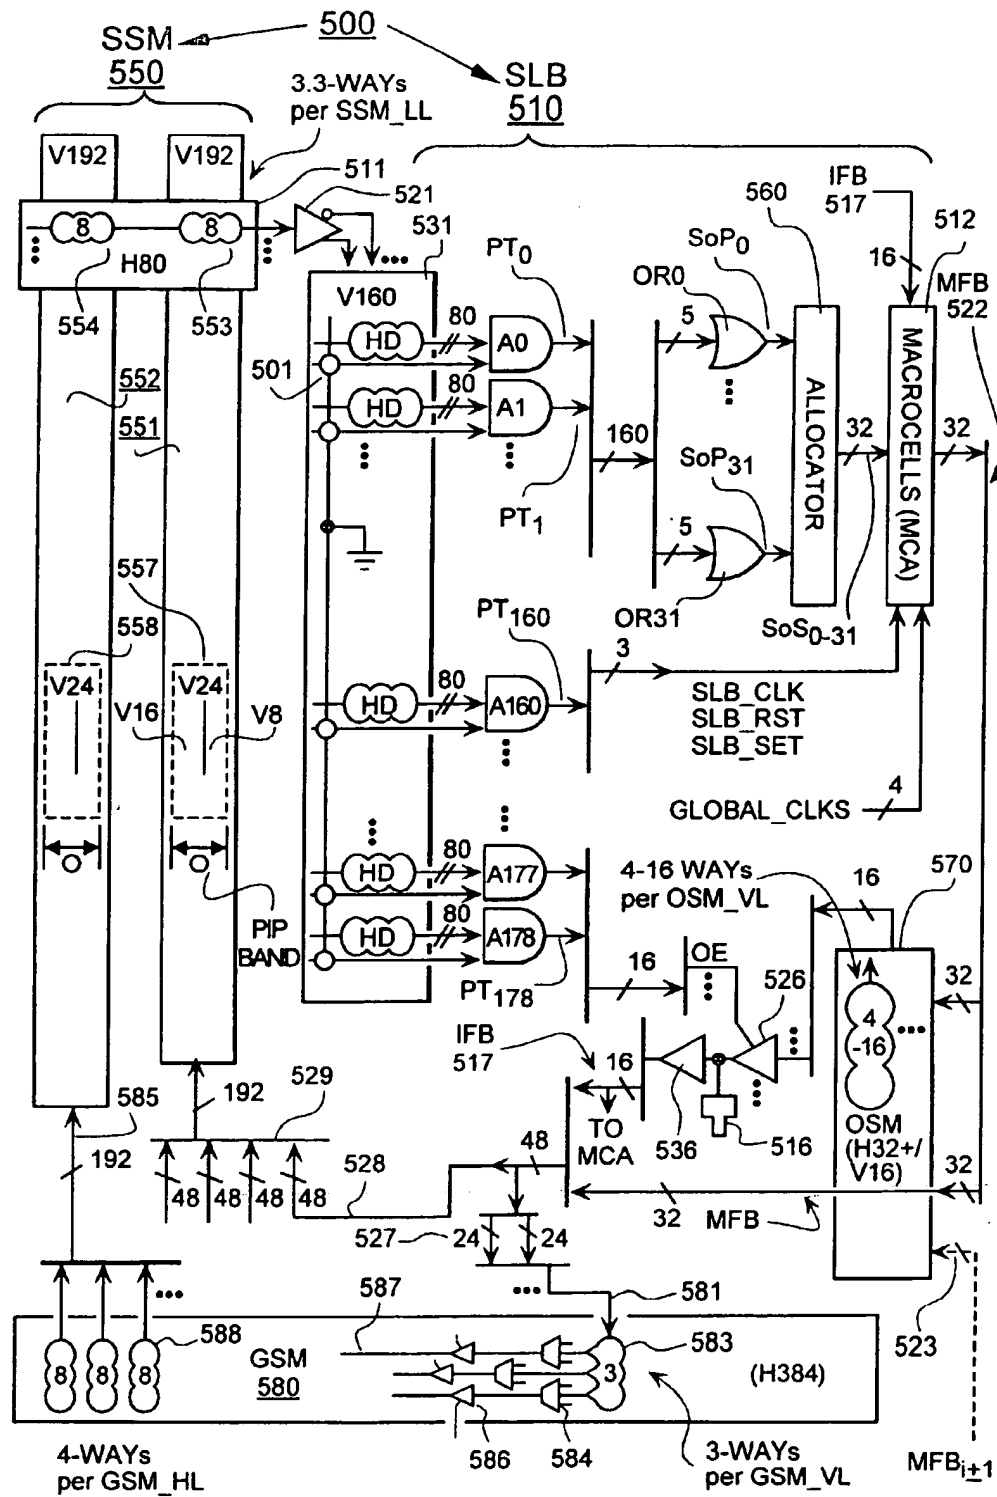 500
SSM
550
SLB
510
3.3-WAYs
per SSM_LL
V192
V192
511
521
531
8
8
H80
554
553
V160
PT0
SoP0
560
IFB
517
512
MFB
522
16
OR0
5
HD
80
A0
501
HD
80
A1
552
551
160
PT1
SoP31
5
OR31
ALLOCATOR
32
SoS0-31
MACROCELLS (MCA)
32
557
558
V24
V24
V16
V8
PT160
3
HD
80
A160
SLB_CLK
SLB_RST
SLB_SET
4
GLOBAL_CLKS
HD
80
A177
HD
80
A178
PT178
PIP
BAND
4-16 WAYs
per OSM_VL
16
570
16
OE
526
4
-16
32
IFB
517
16
TO
MCA
536
516
OSM
(H32+/
V16)
32
585
192
192
529
48
48
48
48
528
48
32
MFB
527
24
24
581
523
587
588
8
8
8
GSM
580
3
583
(H384)
586
584
4-WAYs
per GSM_HL
3-WAYs
per GSM_VL
MFBi±1